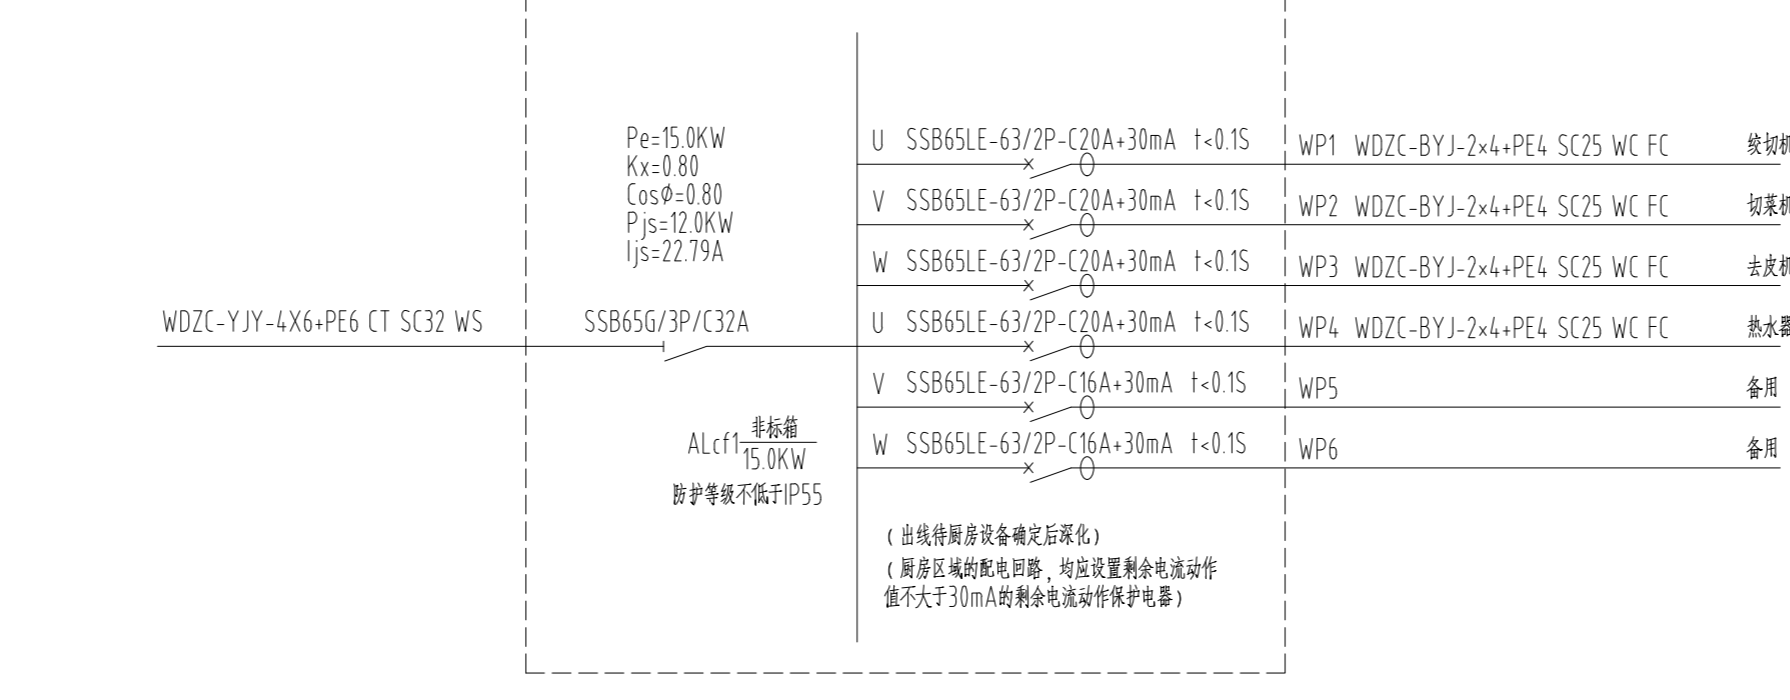 Pe=15.0KW
Kx=0.80
CosΦ=0.80
Pjs=12.0KW
Ijs=22.79A
WDZC-YJY-4X6+PE6 CT SC32 WS
SSB65G/3P/C32A
ALcf1 非标箱
15.0KW
防护等级不低于IP55
U SSB65LE-63/2P-C20A+30mA t<0.1S WP1 WDZC-BYJ-2×4+PE4 SC25 WC FC 绞切机
V SSB65LE-63/2P-C20A+30mA t<0.1S WP2 WDZC-BYJ-2×4+PE4 SC25 WC FC 切菜机
W SSB65LE-63/2P-C20A+30mA t<0.1S WP3 WDZC-BYJ-2×4+PE4 SC25 WC FC 去皮机
U SSB65LE-63/2P-C20A+30mA t<0.1S WP4 WDZC-BYJ-2×4+PE4 SC25 WC FC 热水器
V SSB65LE-63/2P-C16A+30mA t<0.1S WP5 备用
W SSB65LE-63/2P-C16A+30mA t<0.1S WP6 备用
（出线待厨房设备确定后深化）
（厨房区域的配电回路，均应设置剩余电流动作
值不大于30mA的剩余电流动作保护电器）